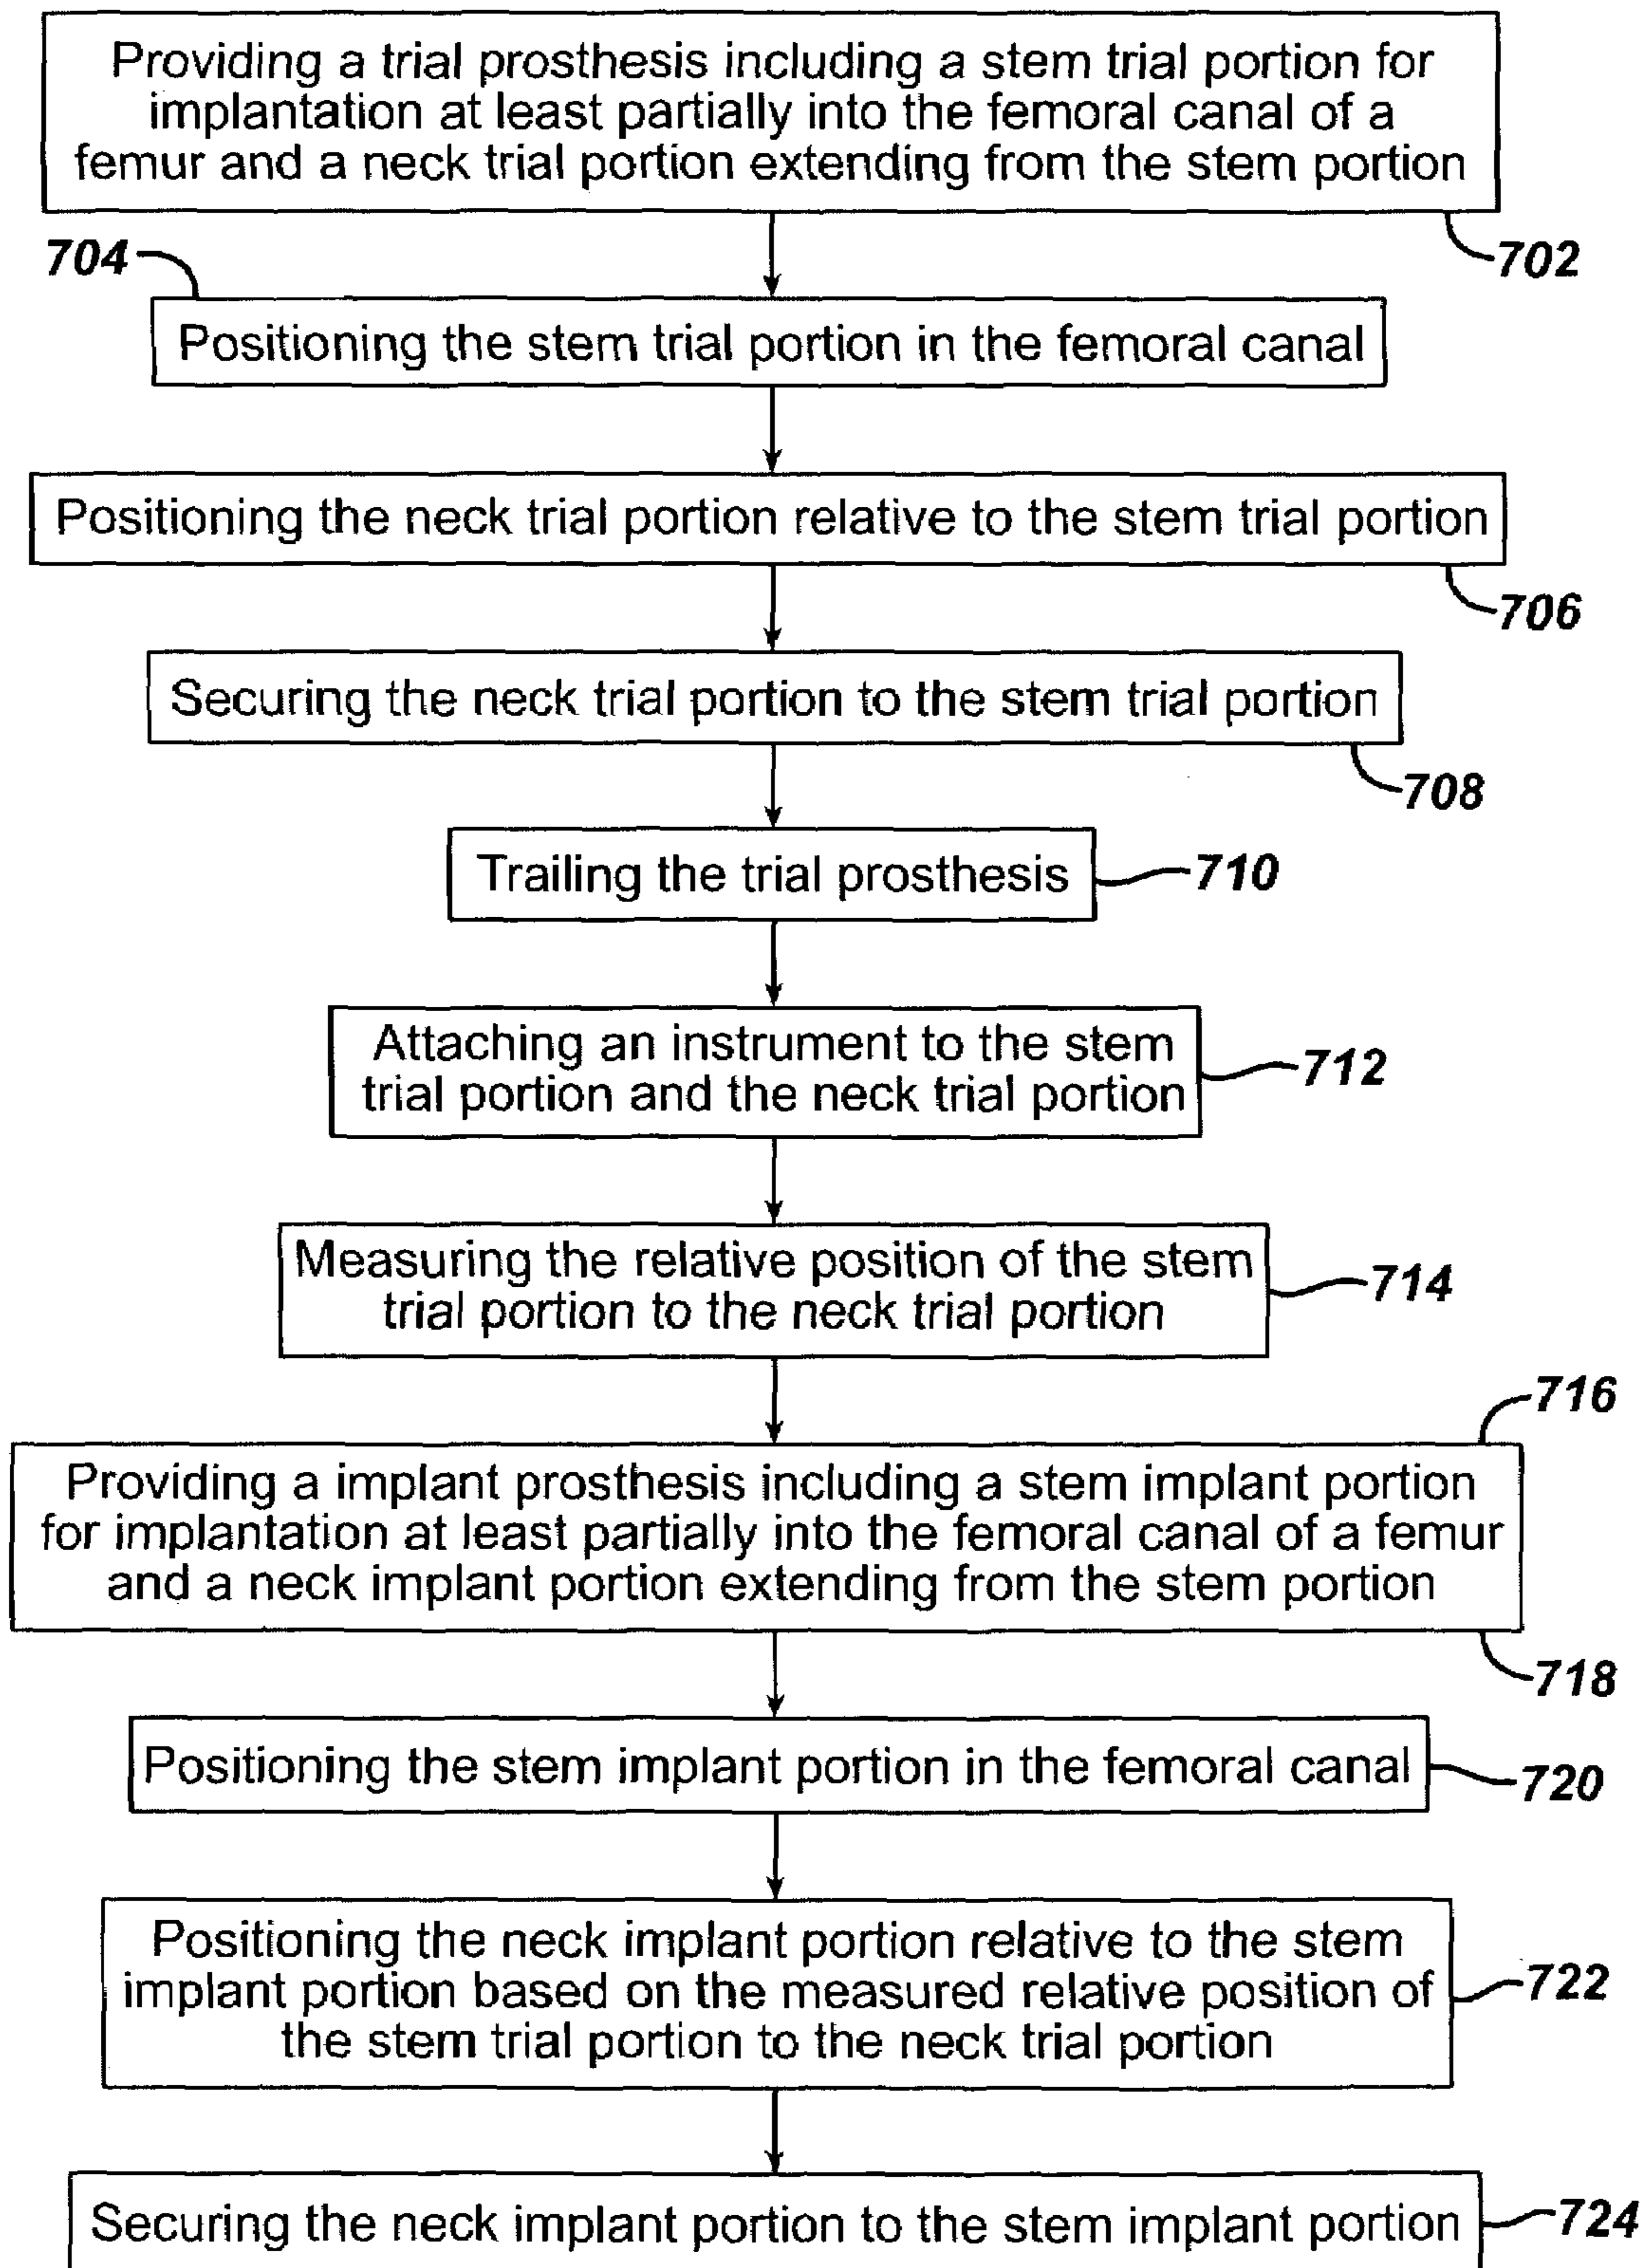 Providing a trial prosthesis including a stem trial portion for
implantation at least partially into the femoral canal of a
femur and a neck trial portion extending from the stem portion
702
704
Positioning the stem trial portion in the femoral canal
Positioning the neck trial portion relative to the stem trial portion
706
Securing the neck trial portion to the stem trial portion
708
Trailing the trial prosthesis
710
Attaching an instrument to the stem
trial portion and the neck trial portion
712
Measuring the relative position of the stem
trial portion to the neck trial portion
714
716
Providing a implant prosthesis including a stem implant portion
for implantation at least partially into the femoral canal of a femur
and a neck implant portion extending from the stem portion
718
Positioning the stem implant portion in the femoral canal
720
Positioning the neck implant portion relative to the stem
implant portion based on the measured relative position of
the stem trial portion to the neck trial portion
722
Securing the neck implant portion to the stem implant portion
724